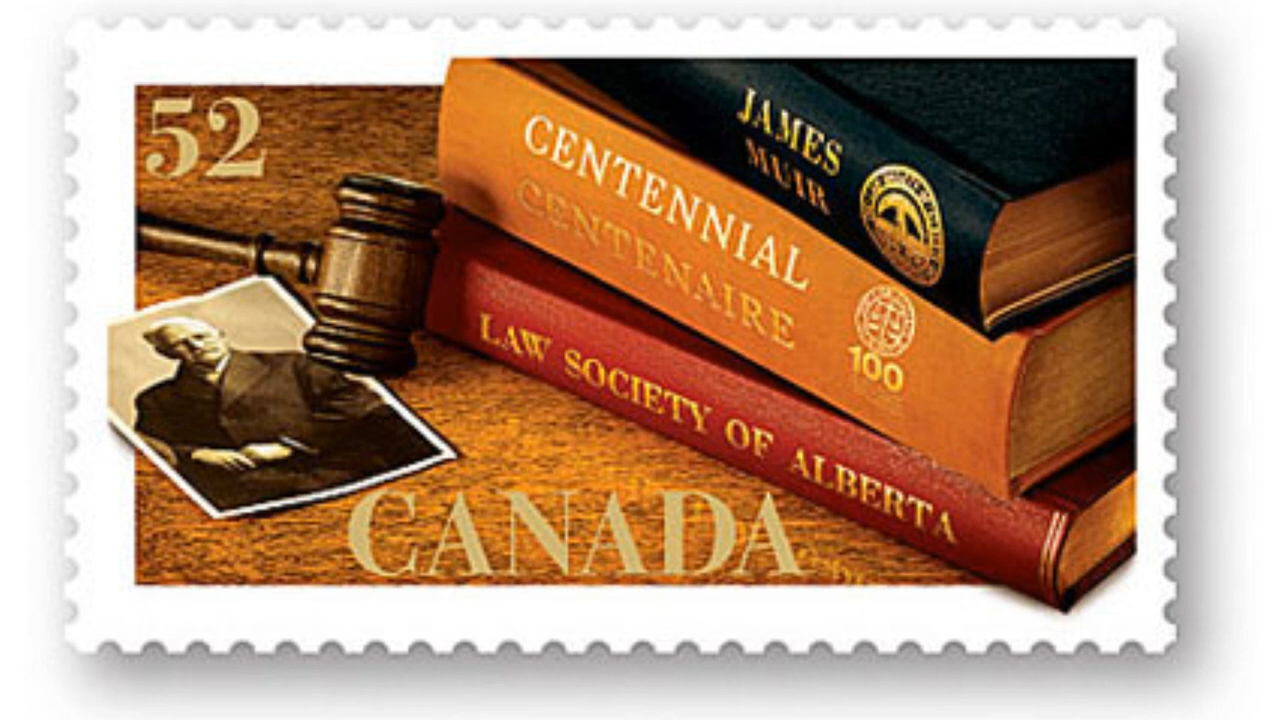 52
JAMES
MUIR
CENTENNIAL
CENTENAIRE
100
LAW SOCIETY OF ALBERTA
CANADA